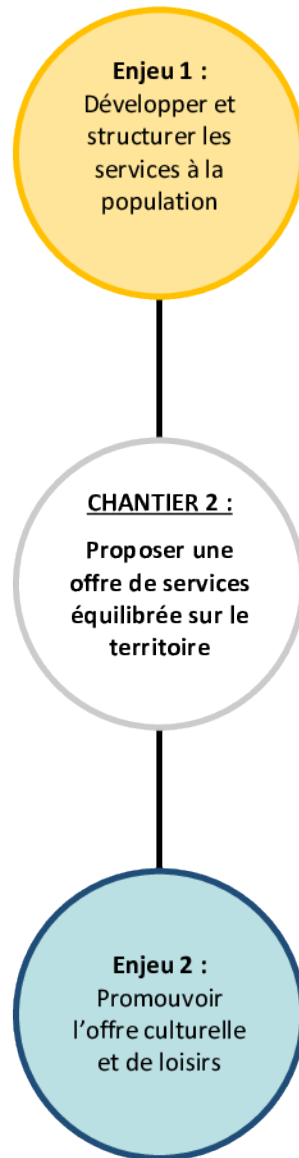 Enjeu 1 :
Développer et
structurer les
services à la
population
CHANTIER 2 :
Proposer une
offre de services
équilibrée sur le
territoire
Enjeu 2 :
Promouvoir
l’offre culturelle
et de loisirs